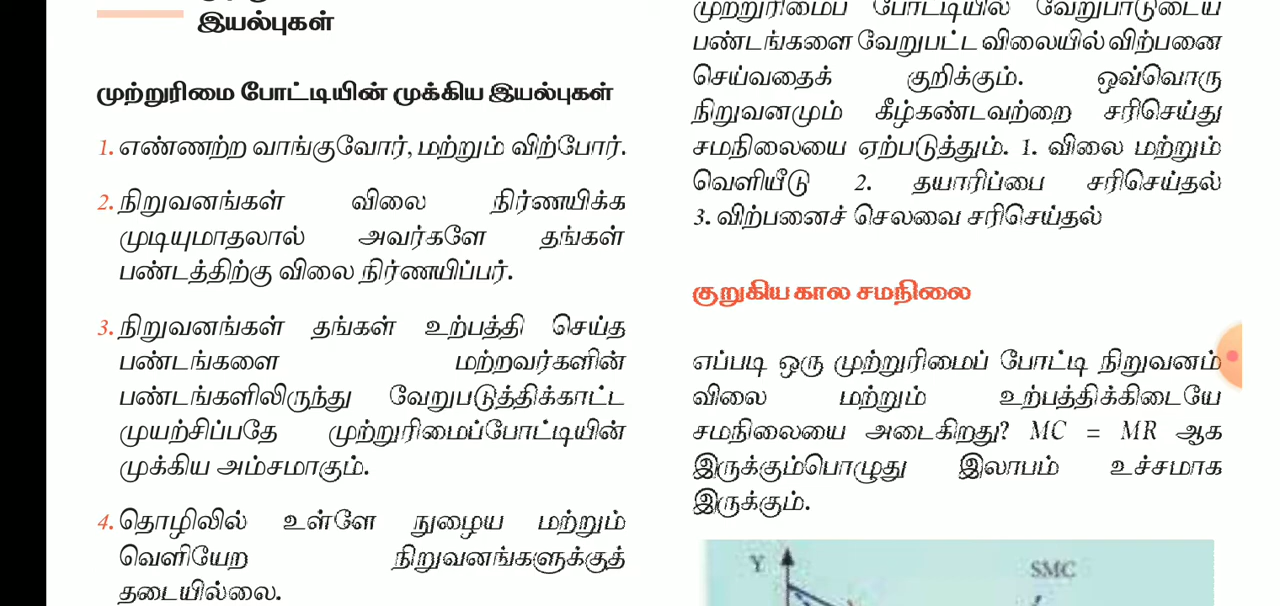 இயல்புகள்
முற்றுரிமை போட்டியின் முக்கிய இயல்புகள்
1. எண்ணற்ற வாங்குவோர், மற்றும் விற்போர்.
2. நிறுவனங்கள் விலை நிர்ணயிக்க
முடியுமாதலால் அவர்களே தங்கள்
பண்டத்திற்கு விலை நிர்ணயிப்பர்.
3. நிறுவனங்கள் தங்கள் உற்பத்தி செய்த
பண்டங்களை மற்றவர்களின்
பண்டங்களிலிருந்து வேறுபடுத்திக்காட்ட
முயற்சிப்பதே முற்றுரிமைப்போட்டியின்
முக்கிய அம்சமாகும்.
4. தொழிலில் உள்ளே நுழைய மற்றும்
வெளியேற நிறுவனங்களுக்குத்
தடையில்லை.
முற்றுரிமைப் போட்டியில் வேறுபாடுடைய
பண்டங்களை வேறுபட்ட விலையில் விற்பனை
செய்வதைக் குறிக்கும். ஒவ்வொரு
நிறுவனமும் கீழ்கண்டவற்றை சரிசெய்து
சமநிலையை ஏற்படுத்தும். 1. விலை மற்றும்
வெளியீடு 2. தயாரிப்பை சரிசெய்தல்
3. விற்பனைச் செலவை சரிசெய்தல்
குறுகிய கால சமநிலை
எப்படி ஒரு முற்றுரிமைப் போட்டி நிறுவனம்
விலை மற்றும் உற்பத்திக்கிடையே
சமநிலையை அடைகிறது? MC = MR ஆக
இருக்கும்பொழுது இலாபம் உச்சமாக
இருக்கும்.
Y SMC